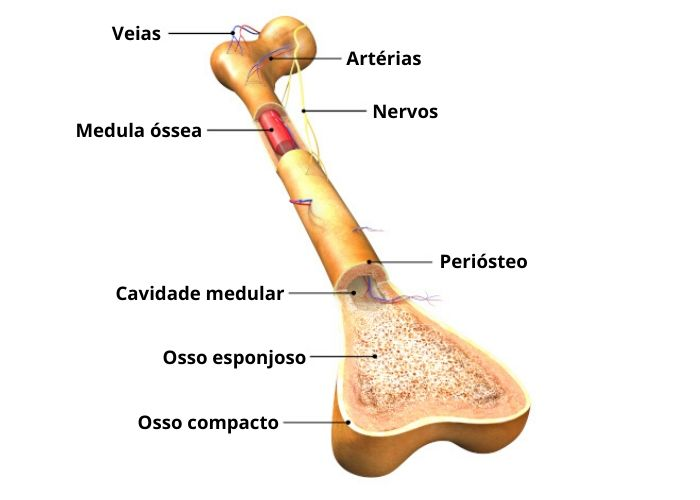 Veias
Artérias
Nervos
Medula óssea
Periósteo
Cavidade medular
Osso esponjoso
Osso compacto